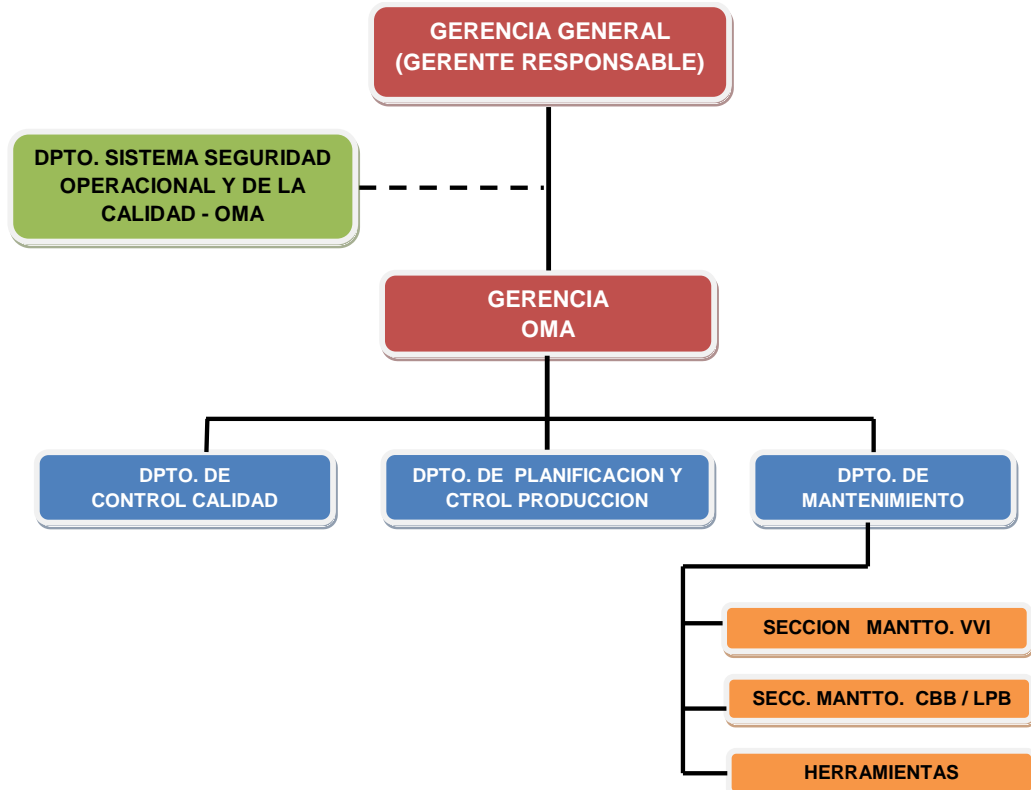 GERENCIA GENERAL
(GERENTE RESPONSABLE)
DPTO. SISTEMA SEGURIDAD
OPERACIONAL Y DE LA
CALIDAD - OMA
GERENCIA
OMA
DPTO. DE
CONTROL CALIDAD
DPTO. DE PLANIFICACION Y
CTROL PRODUCCION
DPTO. DE
MANTENIMIENTO
SECCION MANTTO. VVI
SECC. MANTTO. CBB / LPB
HERRAMIENTAS